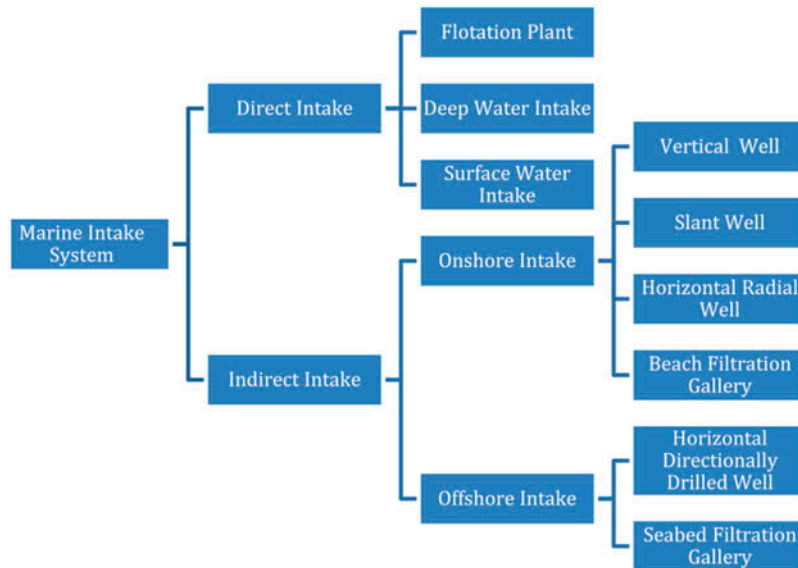 Flotation Plant
Direct Intake
Deep Water Intake
Surface Water
Intake
Marine Intake
System
Indirect Intake
Onshore Intake
Vertical Well
Slant Well
Horizontal Radial
Well
Beach Filtration
Gallery
Offshore Intake
Horizontal
Directionally
Drilled Well
Seabed Filtration
Gallery